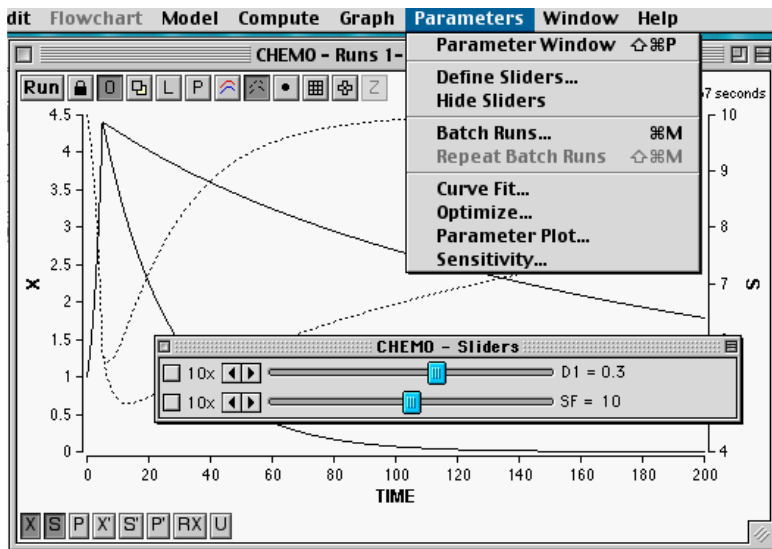 dit Flowchart Model Compute Graph Parameters Window Help
CHEMO - Runs 1-
Parameter Window ⇧⌘P
Define Sliders...
Hide Sliders
Batch Runs... ⌘M
Repeat Batch Runs ⇧⌘M
Curve Fit...
Optimize...
Parameter Plot...
Sensitivity...
Run O L P Z
7 seconds
4.5
4
3.5
3
2.5
2
1.5
1
0.5
0
X
10
9
8
7
4
S
CHEMO - Sliders
10x D1 = 0.3
10x SF = 10
0 20 40 60 80 100 120 140 160 180 200
TIME
X S P X' S' P' RX U